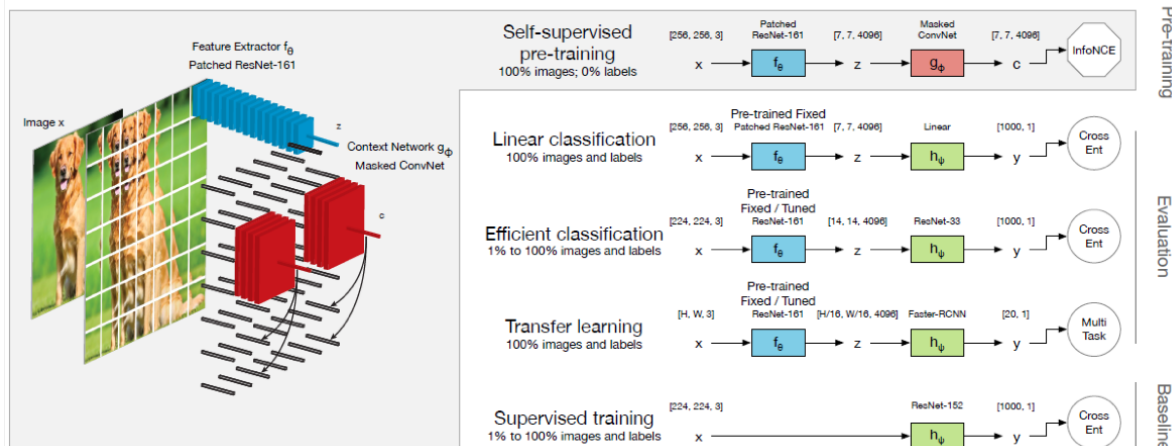 Feature Extractor fθ
Patched ResNet-161
Image x
z
Context Network gϕ
Masked ConvNet
c
Self-supervised
pre-training
100% images; 0% labels
[256, 256, 3]
Patched
ResNet-161
[7, 7, 4096]
Masked
ConvNet
[7, 7, 4096]
x
fθ
z
gϕ
c
InfoNCE
Pre-training
Linear classification
100% images and labels
[256, 256, 3]
Pre-trained Fixed
Patched ResNet-161
[7, 7, 4096]
Linear
[1000, 1]
x
fθ
z
hψ
y
Cross
Ent
Efficient classification
1% to 100% images and labels
[224, 224, 3]
Pre-trained
Fixed / Tuned
ResNet-161
[14, 14, 4096]
ResNet-33
[1000, 1]
x
fθ
z
hψ
y
Cross
Ent
Evaluation
Transfer learning
100% images and labels
[H, W, 3]
Pre-trained
Fixed / Tuned
ResNet-161
[H/16, W/16, 4096]
Faster-RCNN
[20, 1]
x
fθ
z
hψ
y
Multi
Task
Supervised training
1% to 100% images and labels
[224, 224, 3]
ResNet-152
[1000, 1]
x
hψ
y
Cross
Ent
Baseline